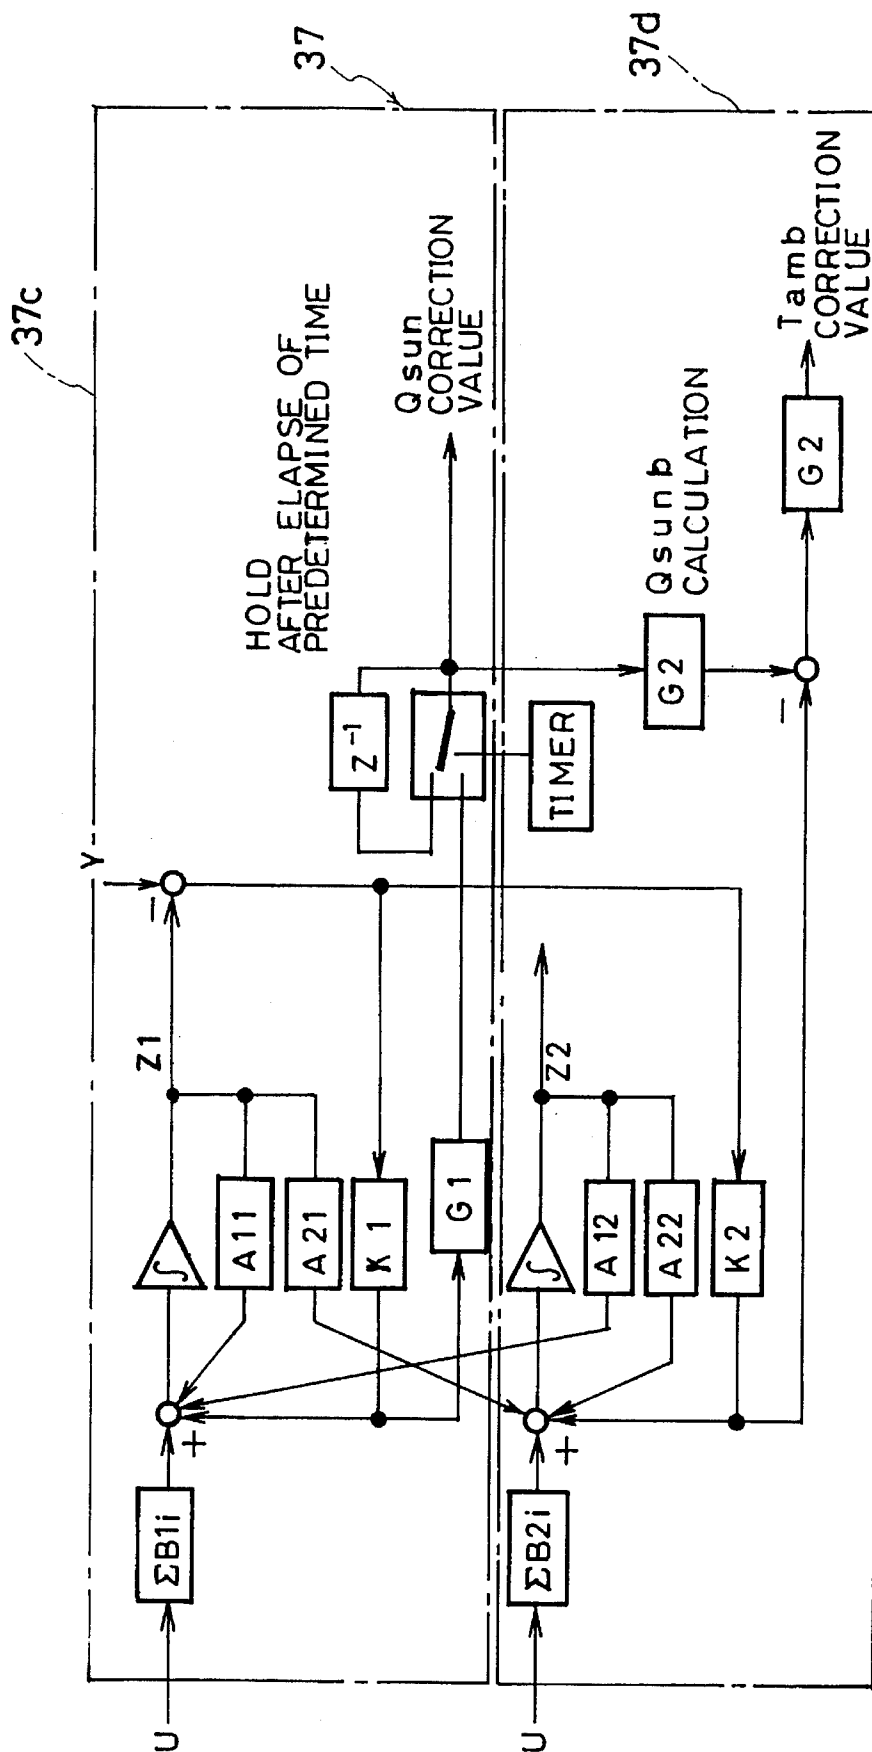 37c
37
37d
Y
HOLD
AFTER ELAPSE OF
PREDETERMINED TIME
Z⁻¹
Qsun
CORRECTION
VALUE
TIMER
U
ΣB1i
+
∫
Z1
−
A11
A21
K1
G1
G2
Qsunb
CALCULATION
U
ΣB2i
+
∫
Z2
A12
A22
K2
−
G2
Tamb
CORRECTION
VALUE